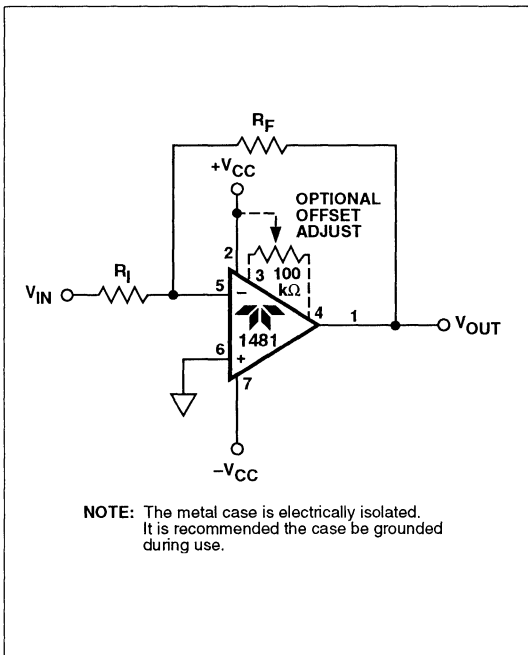 RF
+VCC
OPTIONAL
OFFSET
ADJUST
2
3
100
kΩ
RI
VIN
5
–
4
1
VOUT
1481
6
+
7
–VCC
NOTE: The metal case is electrically isolated.
It is recommended the case be grounded
during use.